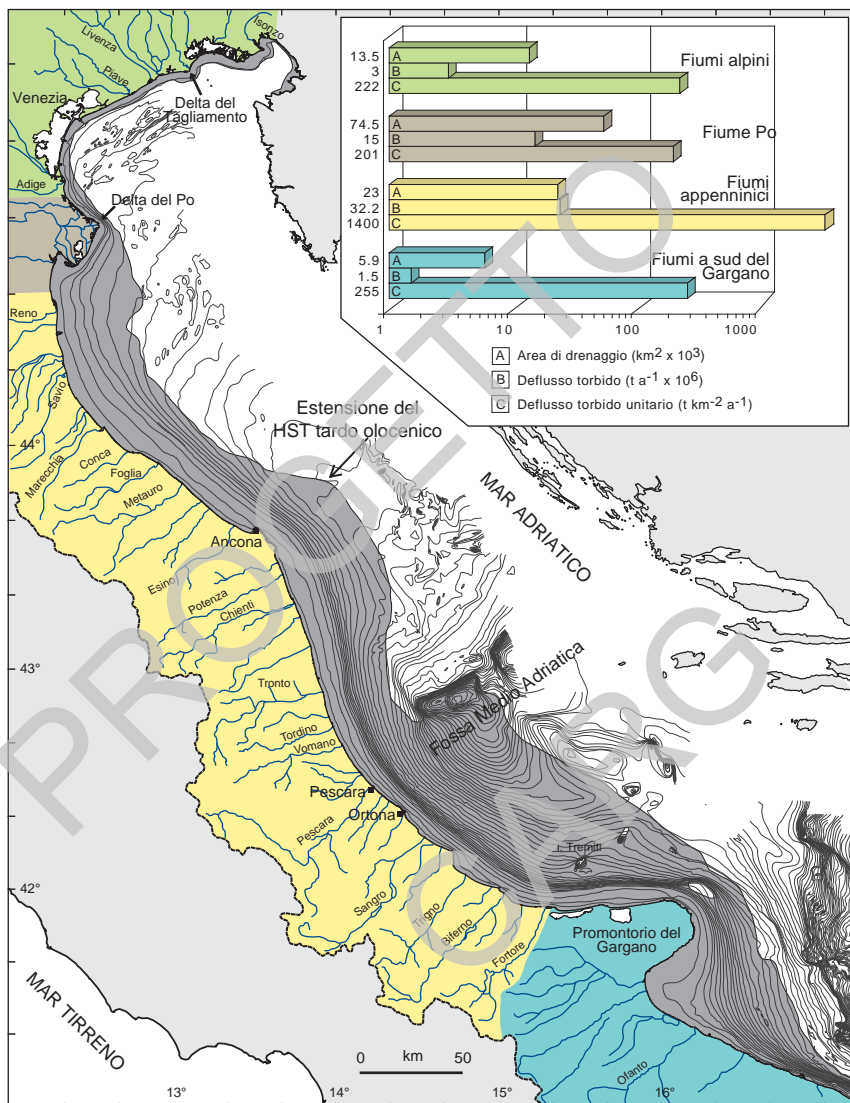 Livenza
Isonzo
Piave
Venezia
Delta del
Tagliamento
Adige
Delta del Po
Reno
Savio
44°
Marecchia
Conca
Foglia
Metauro
Ancona
Esino
Potenza
Chienti
43°
Tronto
Tordino
Vomano
Pescara
Ortona
Pescara
42°
Sangro
Trigno
Biferno
Fortore
Promontorio del
Gargano
Ofanto
I. Tremiti
Estensione del
HST tardo olocenico
MAR ADRIATICO
Fossa Medio Adriatica
MAR TIRRENO
0 km 50
13° 14° 15° 16°
13.5 A Fiumi alpini
3 B
222 C
74.5 A
15 B Fiume Po
201 C
23 A Fiumi
32.2 B appenninici
1400 C
5.9 A Fiumi a sud del
1.5 B Gargano
255 C
1 10 100 1000
A Area di drenaggio (km² x 10³)
B Deflusso torbido (t a⁻¹ x 10⁶)
C Deflusso torbido unitario (t km⁻² a⁻¹)
PROGETTO
CARG